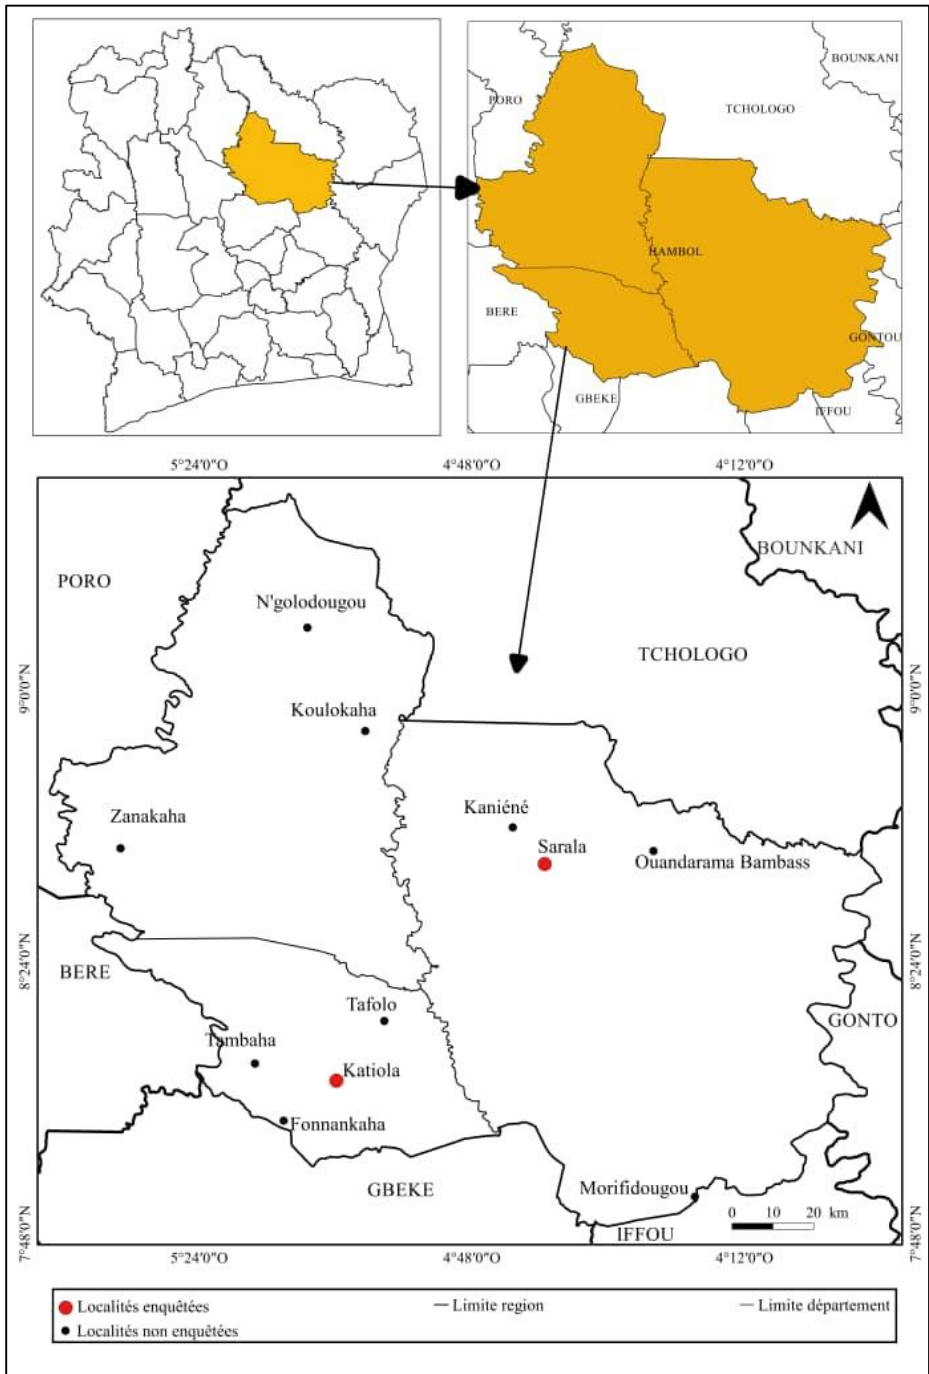 BOUNKANI
PORO
TCHOLOGO
HAMBOL
BERE
GONTOU
GBEKE
IFFOU
5°24'0"O 4°48'0"O 4°12'0"O
BOUNKANI
PORO
N'golodougou
TCHOLOGO
9°0'0"N 9°0'0"N
Koulokaha
Kaniéné
Zanakaha
Sarala
Ouandarama Bambass
8°24'0"N 8°24'0"N
BERE
Tafolo
GONTO
Tambaha
Katiola
Fonnankaha
GBEKE
Morifidougou
0 10 20 km
IFFOU
7°48'0"N 7°48'0"N
5°24'0"O 4°48'0"O 4°12'0"O
Localités enquêtées
Limite region
Limite département
Localités non enquêtées